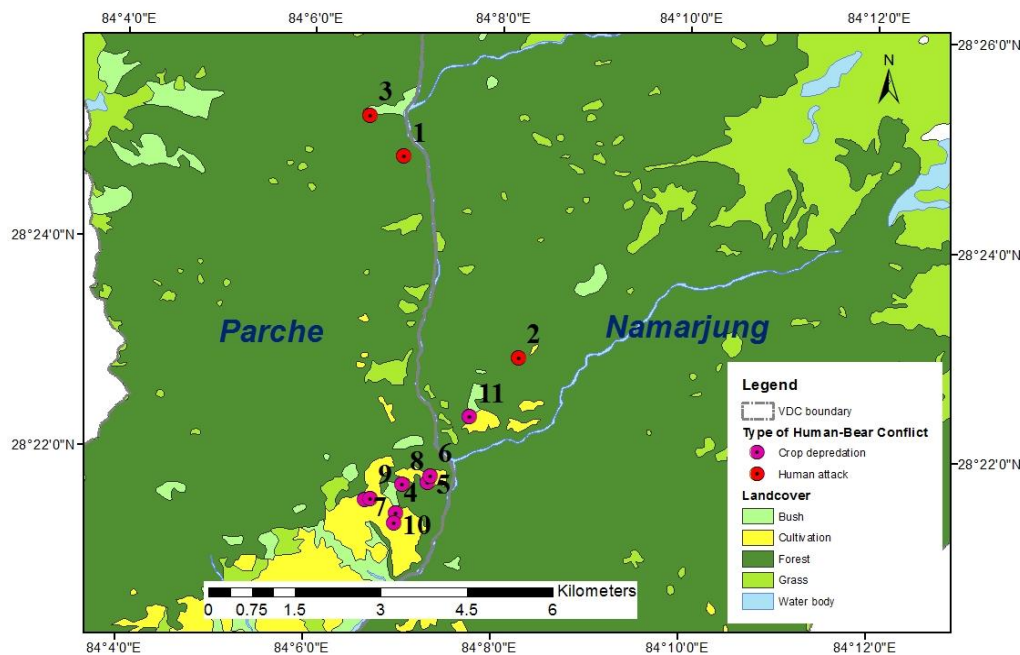 84°4'0"E 84°6'0"E 84°8'0"E 84°10'0"E 84°12'0"E
28°26'0"N
N
3
1
28°24'0"N
28°24'0"N
Parche
Namarjung
2
11
Legend
VDC boundary
Type of Human-Bear Conflict
Crop depredation
Human attack
Landcover
Bush
Cultivation
Forest
Grass
Water body
28°22'0"N
28°22'0"N
6
8
9
5
4
7
10
Kilometers
0 0.75 1.5 3 4.5 6
84°4'0"E 84°6'0"E 84°8'0"E 84°10'0"E 84°12'0"E